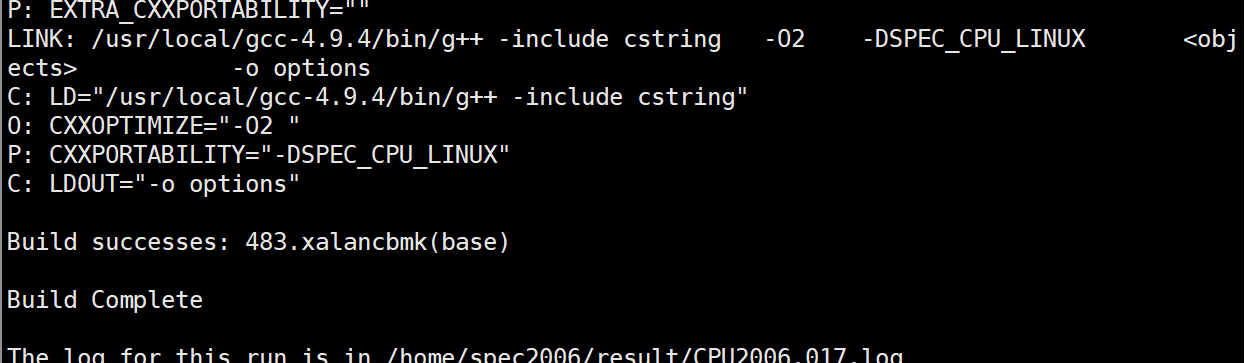 P: EXTRA_CXXPORTABILITY=""
LINK: /usr/local/gcc-4.9.4/bin/g++ -include cstring   -O2    -DSPEC_CPU_LINUX       <obj
ects>           -o options
C: LD="/usr/local/gcc-4.9.4/bin/g++ -include cstring"
O: CXXOPTIMIZE="-O2 "
P: CXXPORTABILITY="-DSPEC_CPU_LINUX"
C: LDOUT="-o options"
Build successes: 483.xalancbmk(base)
Build Complete
The log for this run is in /home/spec2006/result/CPU2006.017.log